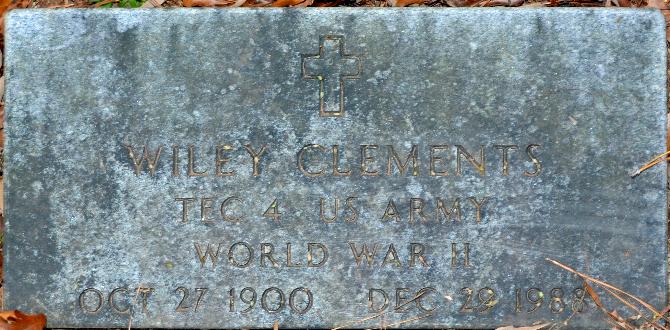 WILEY CLEMENTS
TEC 4 US ARMY
WORLD WAR II
OCT 27 1900 DEC 29 1988